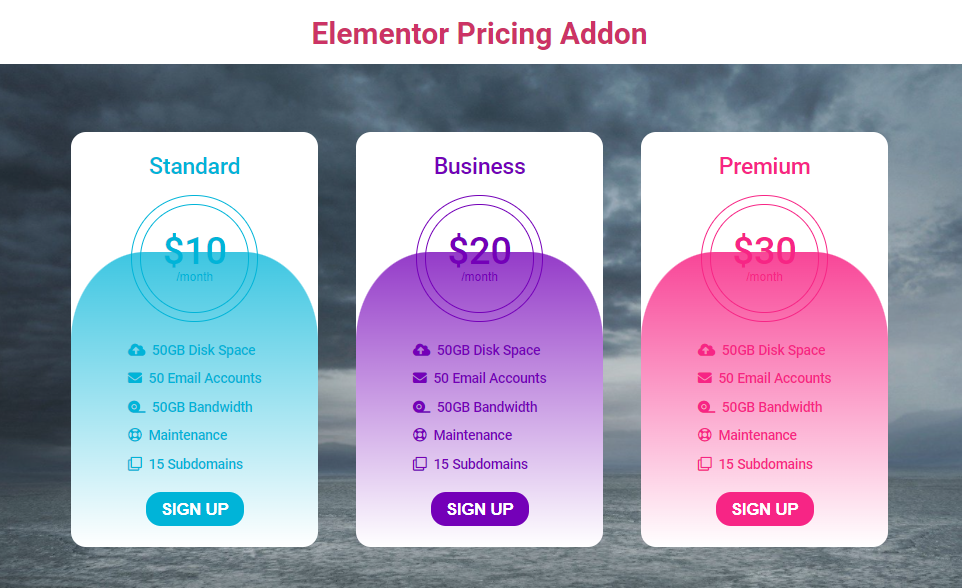 Elementor Pricing Addon
Standard
$10
/month
50GB Disk Space
50 Email Accounts
50GB Bandwidth
Maintenance
15 Subdomains
SIGN UP
Business
$20
/month
50GB Disk Space
50 Email Accounts
50GB Bandwidth
Maintenance
15 Subdomains
SIGN UP
Premium
$30
/month
50GB Disk Space
50 Email Accounts
50GB Bandwidth
Maintenance
15 Subdomains
SIGN UP